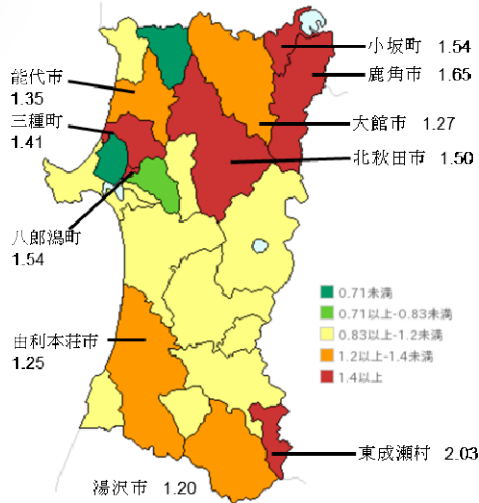 小坂町 1.54
鹿角市 1.65
能代市
1.35
三種町
1.41
大館市 1.27
北秋田市 1.50
八郎潟町
1.54
0.71未満
0.71以上-0.83未満
0.83以上-1.2未満
1.2以上-1.4未満
1.4以上
由利本荘市
1.25
東成瀬村 2.03
湯沢市 1.20